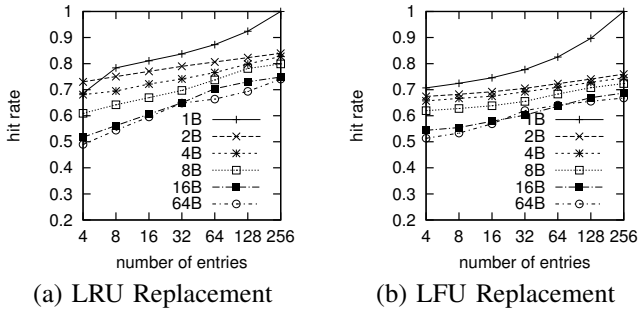 1
0.9
0.8
0.7
0.6
0.5
0.4
0.3
0.2
hit rate
1B
2B
4B
8B
16B
64B
4 8 16 32 64 128 256
number of entries
(a) LRU Replacement
1
0.9
0.8
0.7
0.6
0.5
0.4
0.3
0.2
hit rate
1B
2B
4B
8B
16B
64B
4 8 16 32 64 128 256
number of entries
(b) LFU Replacement